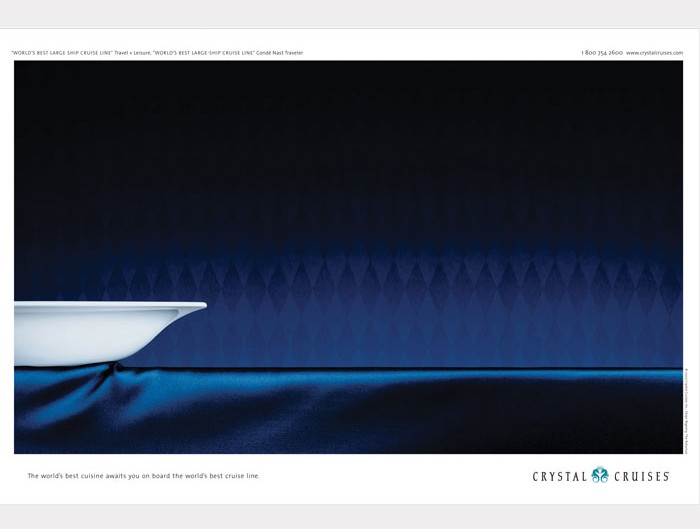 "WORLD'S BEST LARGE SHIP CRUISE LINE" Travel + Leisure, "WORLD'S BEST LARGE-SHIP CRUISE LINE" Condé Nast Traveler
1 800 754 2600 www.crystalcruises.com
The world's best cuisine awaits you on board the world's best cruise line.
CRYSTAL CRUISES